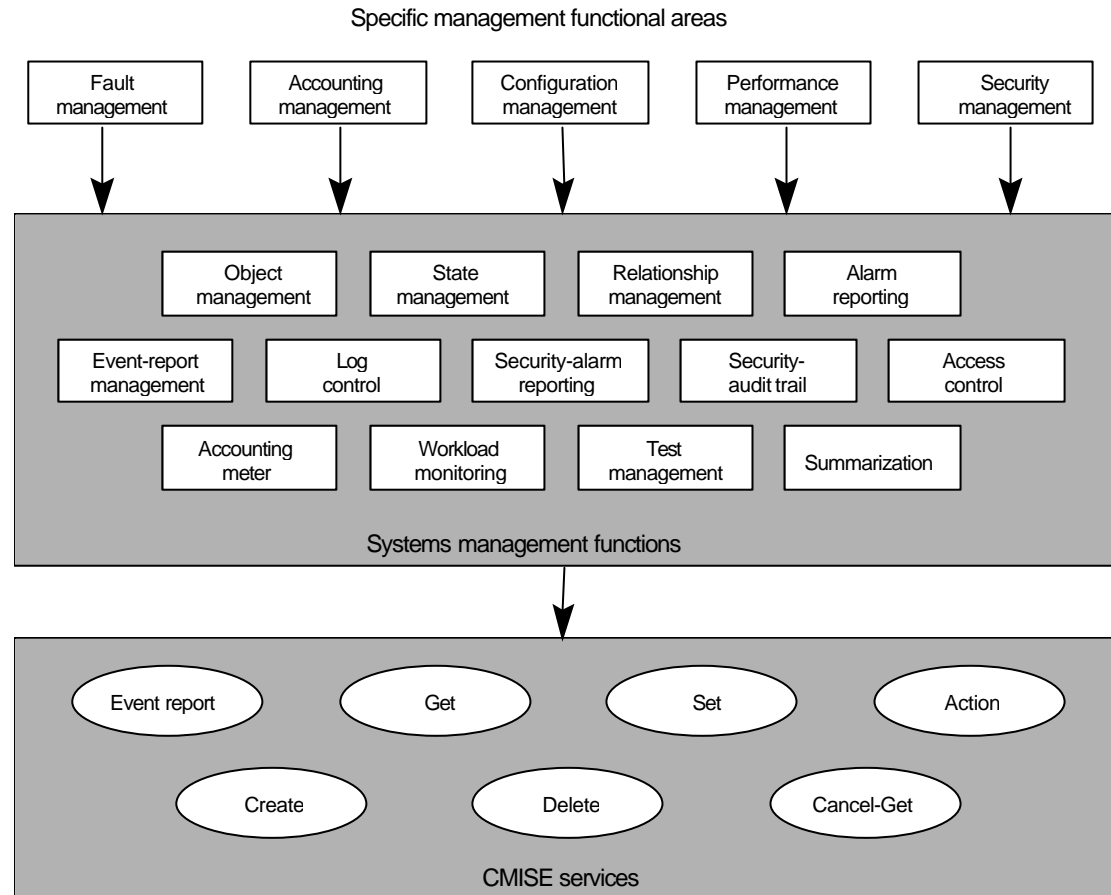 Specific management functional areas
Fault
management
Accounting
management
Configuration
management
Performance
management
Security
management
Object
management
State
management
Relationship
management
Alarm
reporting
Event-report
management
Log
control
Security-alarm
reporting
Security-
audit trail
Access
control
Accounting
meter
Workload
monitoring
Test
management
Summarization
Systems management functions
Event report
Get
Set
Action
Create
Delete
Cancel-Get
CMISE services